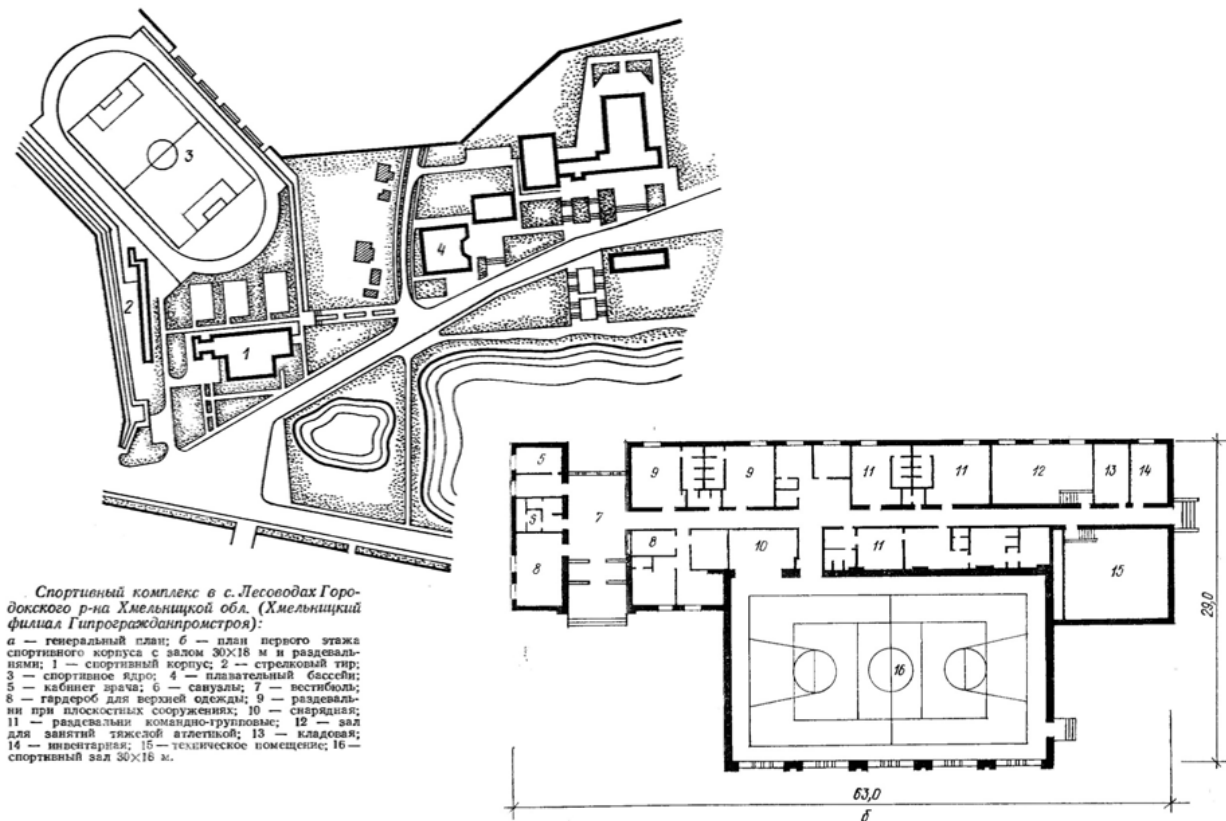 3
4
2
1
5
9
9
11
11
12
13
14
6
7
8
8
10
11
15
16
29,0
63,0
б
Спортивный комплекс в с. Лесоводах Горо-
докского р-на Хмельницкой обл. (Хмельницкий
филиал Гипрогражданпромстроя):
а — генеральный план; б — план первого этажа
спортивного корпуса с залом 30×18 м и раздеваль-
нями; 1 — спортивный корпус; 2 — стрелковый тир;
3 — спортивное ядро; 4 — плавательный бассейн;
5 — кабинет врача; 6 — санузлы; 7 — вестибюль;
8 — гардероб для верхней одежды; 9 — раздеваль-
ни при плоскостных сооружениях; 10 — снарядная;
11 — раздевальни командно-групповые; 12 — зал
для занятий тяжелой атлетикой; 13 — кладовая;
14 — инвентарная; 15 — техническое помещение; 16 —
спортивный зал 30×18 м.